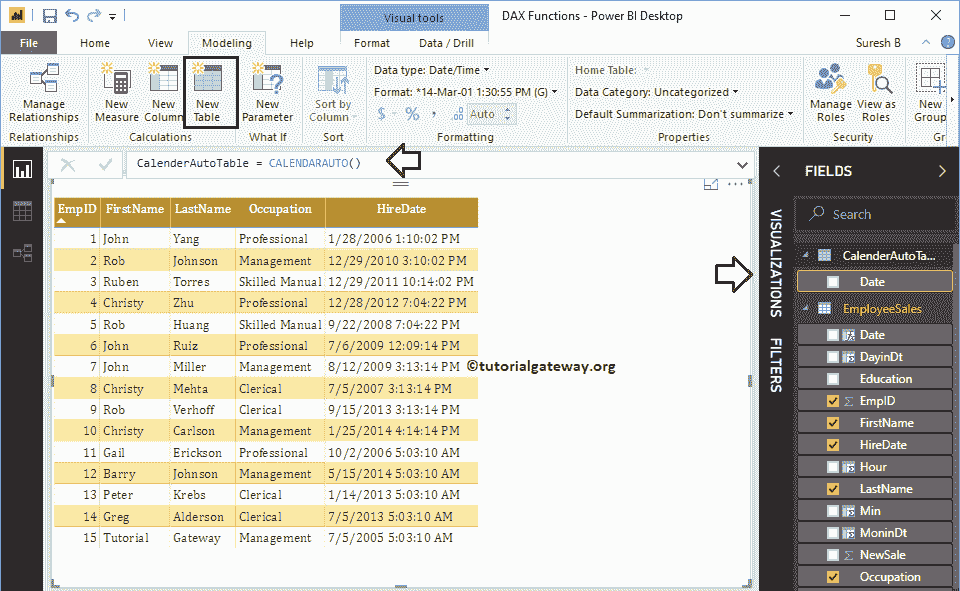 Visual tools
DAX Functions - Power BI Desktop
File Home View Modeling Help Format Data / Drill Suresh B
Manage Relationships
New Measure
New Column
New Table
New Parameter
Sort by Column
Data type: Date/Time
Format: *14-Mar-01 1:30:55 PM (G)
$ % , .00 Auto
Home Table:
Data Category: Uncategorized
Default Summarization: Don't summarize
Manage Roles
View as Roles
New Group
Relationships Calculations What If Sort Formatting Properties Security Gr
CalenderAutoTable = CALENDARAUTO()
EmpID FirstName LastName Occupation HireDate
1 John Yang Professional 1/28/2006 1:10:02 PM
2 Rob Johnson Management 12/29/2010 3:10:02 PM
3 Ruben Torres Skilled Manual 12/29/2011 10:14:02 PM
4 Christy Zhu Professional 12/28/2012 7:04:22 PM
5 Rob Huang Skilled Manual 9/22/2008 7:04:22 PM
6 John Ruiz Professional 7/6/2009 12:09:14 PM
7 John Miller Management 8/12/2009 3:13:14 PM
8 Christy Mehta Clerical 7/5/2007 3:13:14 PM
9 Rob Verhoff Clerical 9/15/2013 3:13:14 PM
10 Christy Carlson Management 1/25/2014 4:14:14 PM
11 Gail Erickson Professional 10/2/2006 5:03:10 AM
12 Barry Johnson Management 5/15/2014 5:03:10 AM
13 Peter Krebs Clerical 1/14/2013 5:03:10 AM
14 Greg Alderson Clerical 7/5/2013 5:03:10 AM
15 Tutorial Gateway Management 7/5/2005 5:03:10 AM
©tutorialgateway.org
VISUALIZATIONS
FILTERS
FIELDS
Search
CalenderAutoTa...
Date
EmployeeSales
Date
DayinDt
Education
EmpID
FirstName
HireDate
Hour
LastName
Min
MoninDt
NewSale
Occupation